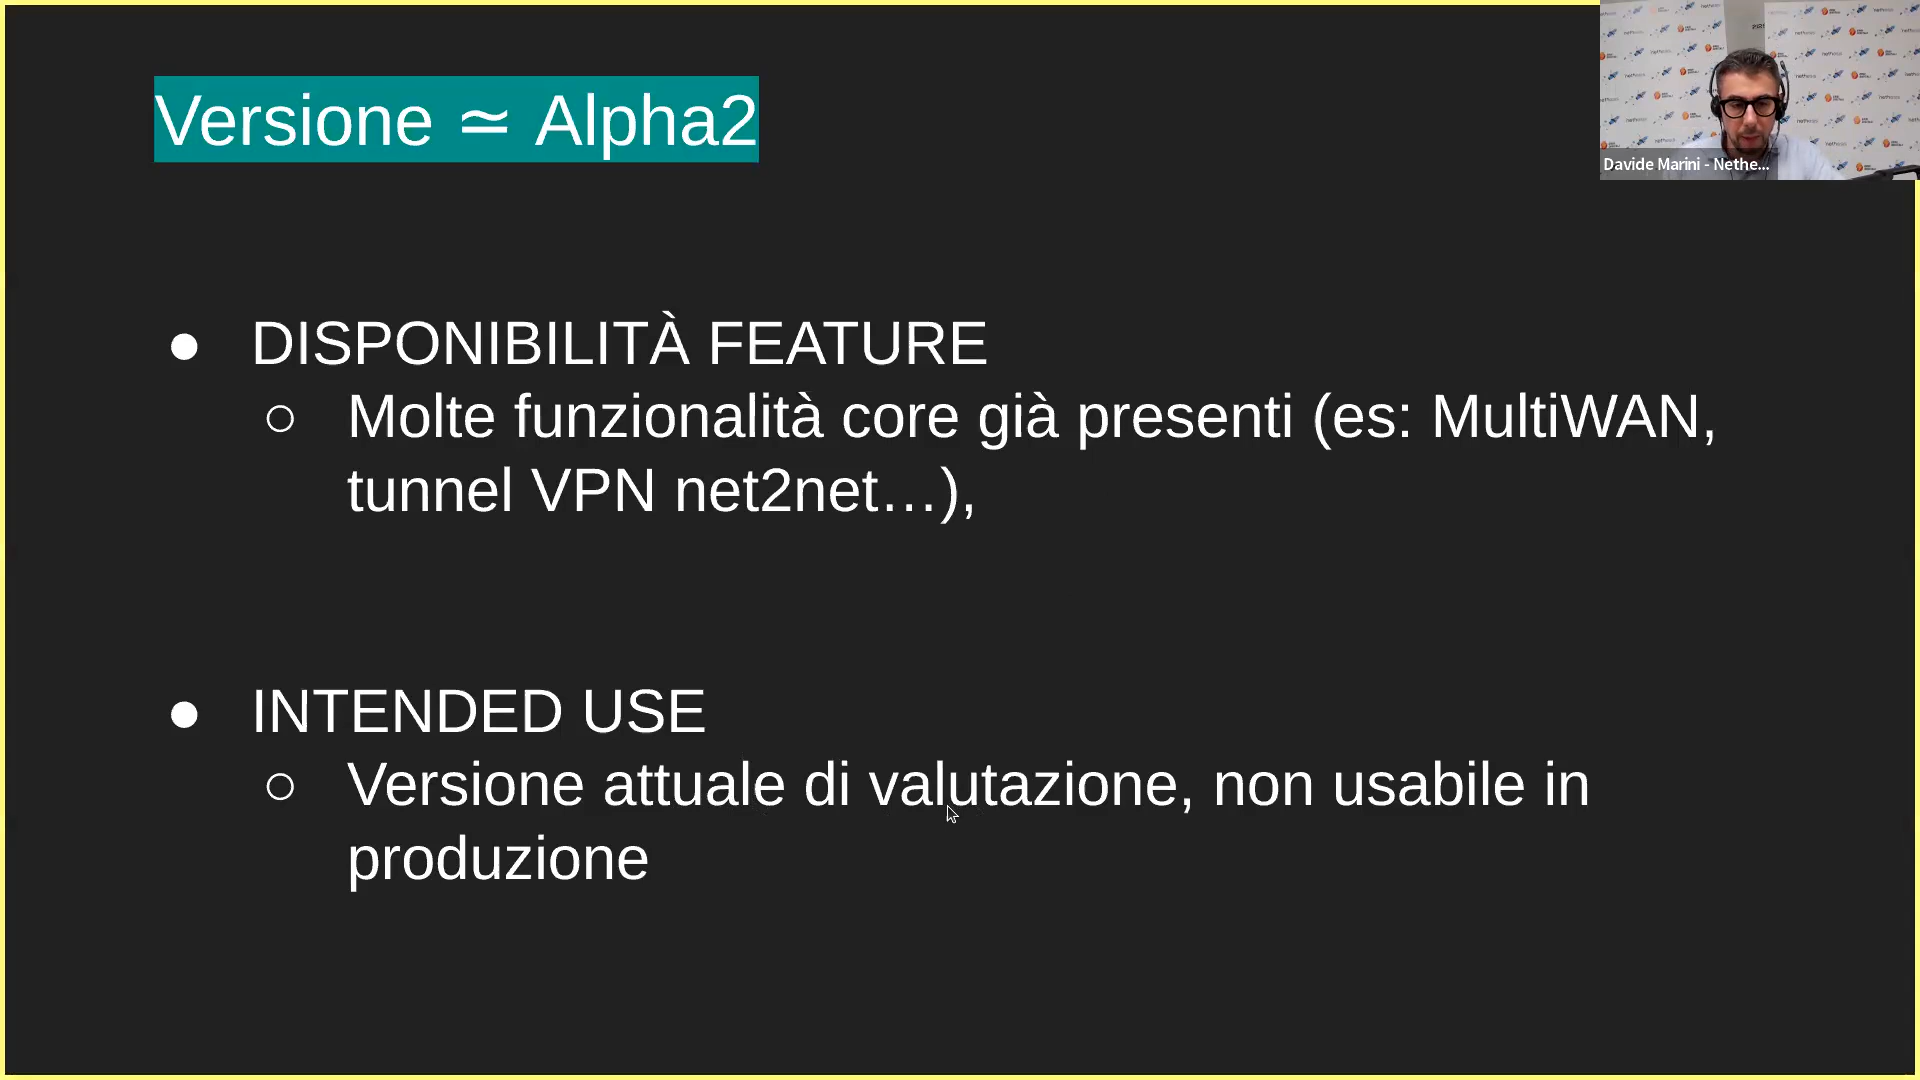 Versione ≃ Alpha2
Davide Marini - Nethe...
● DISPONIBILITÀ FEATURE
○ Molte funzionalità core già presenti (es: MultiWAN,
tunnel VPN net2net…),
● INTENDED USE
○ Versione attuale di valutazione, non usabile in
produzione